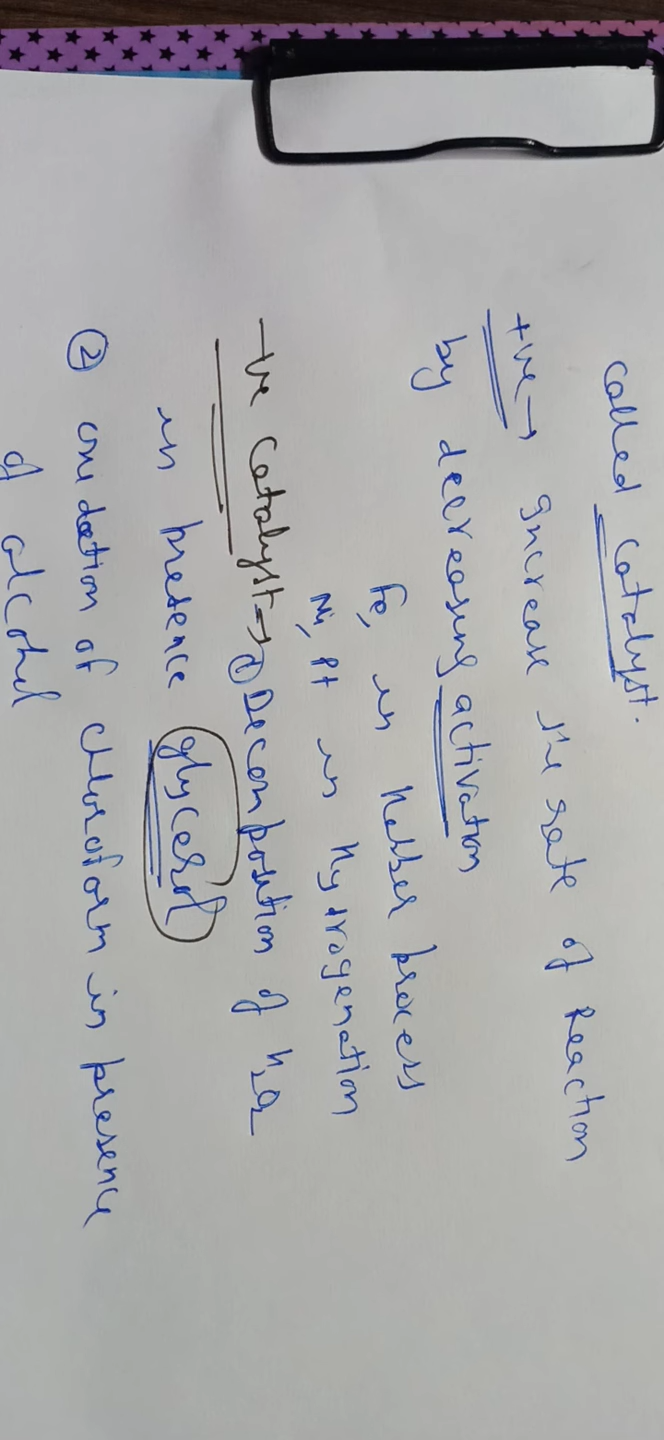 called catalyst.
+ve → Increase the rate of Reaction
by decreasing activation
Fe, in Haber process
Ni, Pt in Hydrogenation
-ve catalyst → ① Decomposition of H2O2
in presence glycerol
② oxidation of chloroform in presence
of alcohol